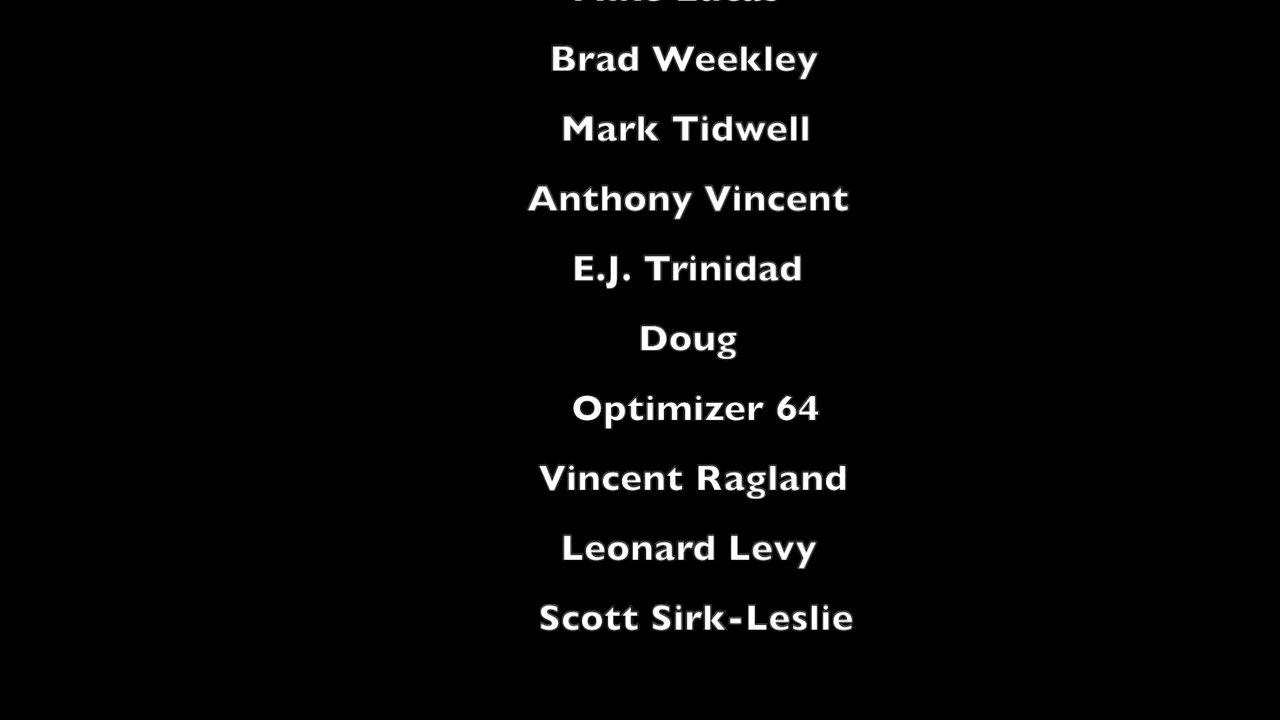 Brad Weekley
Mark Tidwell
Anthony Vincent
E.J. Trinidad
Doug
Optimizer 64
Vincent Ragland
Leonard Levy
Scott Sirk-Leslie